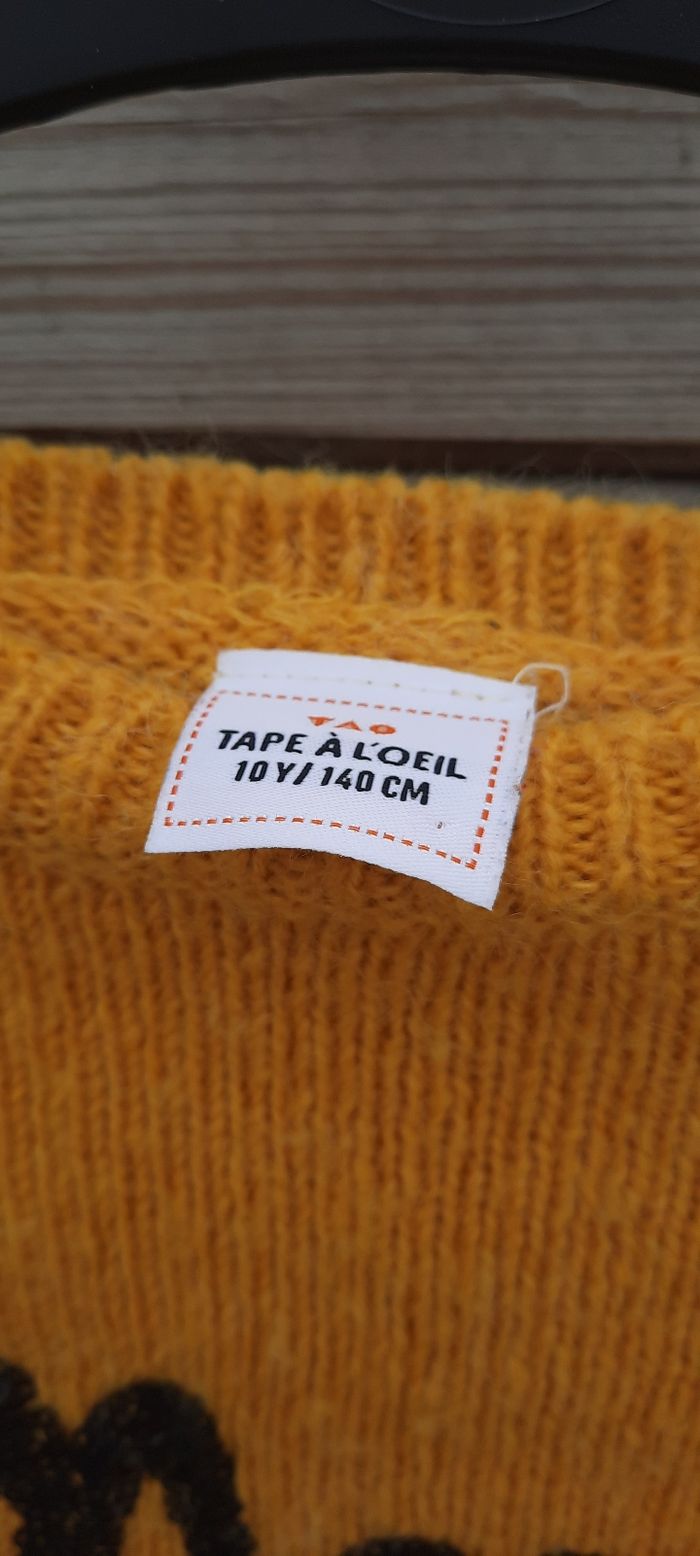 TAO
TAPE À L'OEIL
10 Y/ 140 CM